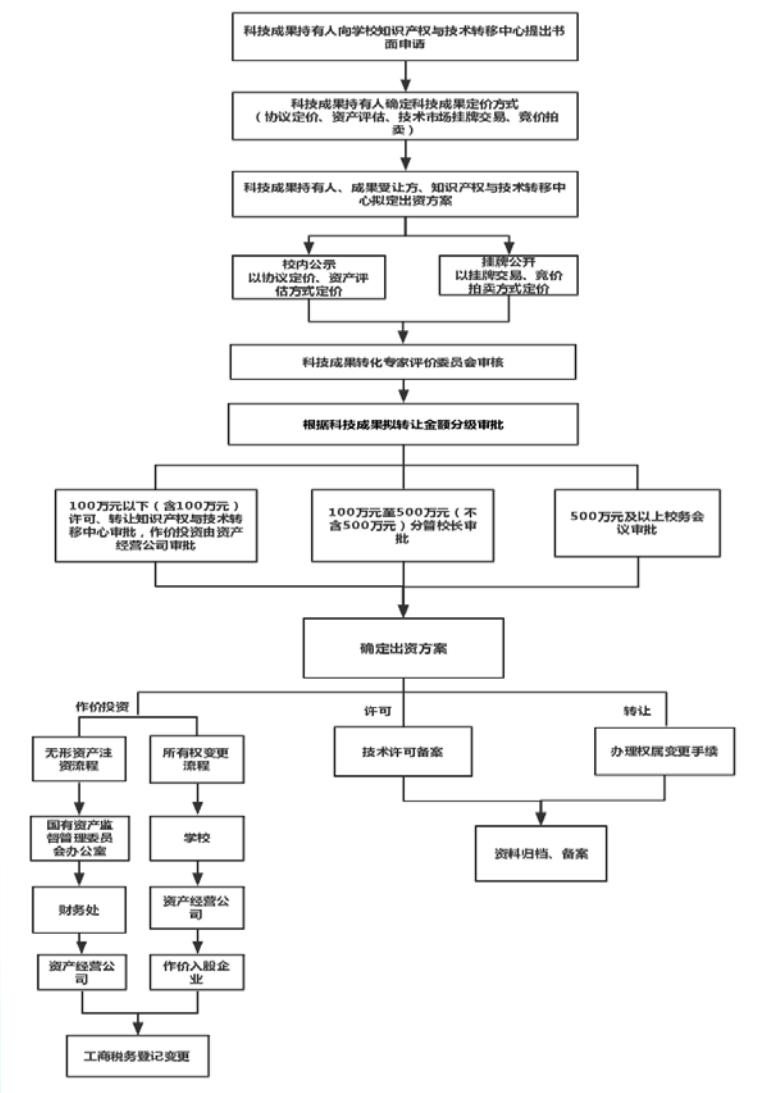 科技成果持有人向学校知识产权与技术转移中心提出书
面申请
科技成果持有人确定科技成果定价方式
（协议定价、资产评估、技术市场挂牌交易、竞价拍
卖）
科技成果持有人、成果受让方、知识产权与技术转移中
心拟定出资方案
校内公示
以协议定价、资产评
估方式定价
挂牌公开
以挂牌交易、竞价
拍卖方式定价
科技成果转化专家评价委员会审核
根据科技成果拟转让金额分级审批
100万元以下（含100万元）
许可、转让知识产权与技术转
移中心审批，作价投资由资产
经营公司审批
100万元至500万元（不
含500万元）分管校长审
批
500万元及以上校务会
议审批
确定出资方案
作价投资
许可
转让
无形资产注
资流程
所有权变更
流程
技术许可备案
办理权属变更手续
国有资产监
督管理委员
会办公室
学校
资料归档、备案
财务处
资产经营公
司
资产经营公
司
作价入股企
业
工商税务登记变更